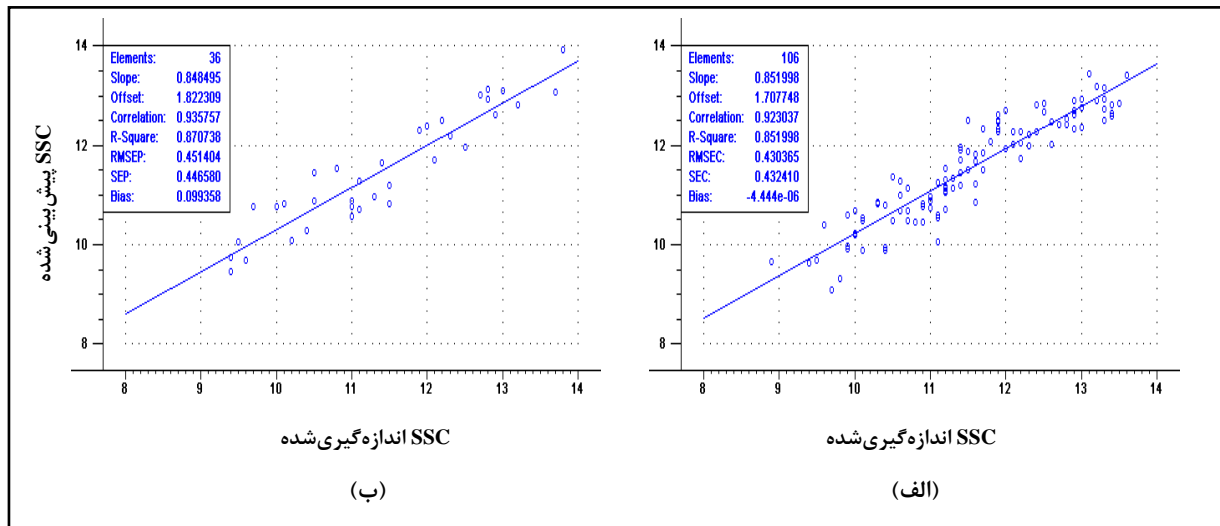 14
12
10
8
Elements: 36
Slope: 0.848495
Offset: 1.822309
Correlation: 0.935757
R-Square: 0.870738
RMSEP: 0.451404
SEP: 0.446580
Bias: 0.099358
8 9 10 11 12 13 14
SSC پیش‌بینی‌شده
SSC اندازه‌گیری‌شده
(ب)
14
12
10
8
Elements: 106
Slope: 0.851998
Offset: 1.707748
Correlation: 0.923037
R-Square: 0.851998
RMSEC: 0.430365
SEC: 0.432410
Bias: -4.444e-06
8 9 10 11 12 13 14
SSC اندازه‌گیری‌شده
(الف)